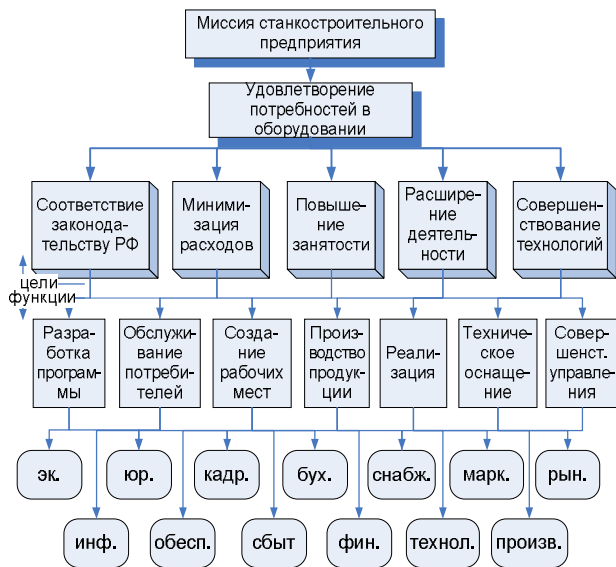 Миссия станкостроительного
предприятия
Удовлетворение
потребностей в
оборудовании
Соответствие
законода-
тельству РФ
Миними-
зация
расходов
Повыше-
ние
занятости
Расшире-
ние
деятель-
ности
Совершен-
ствование
технологий
цели
функции
Разра-
ботка
програм-
мы
Обслужи-
вание
потреби-
телей
Созда-
ние
рабочих
мест
Произ-
водство
продук-
ции
Реали-
зация
Техниче-
ское
оснаще-
ние
Совер-
шенст.
управле-
ния
эк.
юр.
кадр.
бух.
снабж.
марк.
рын.
инф.
обесп.
сбыт
фин.
технол.
произв.